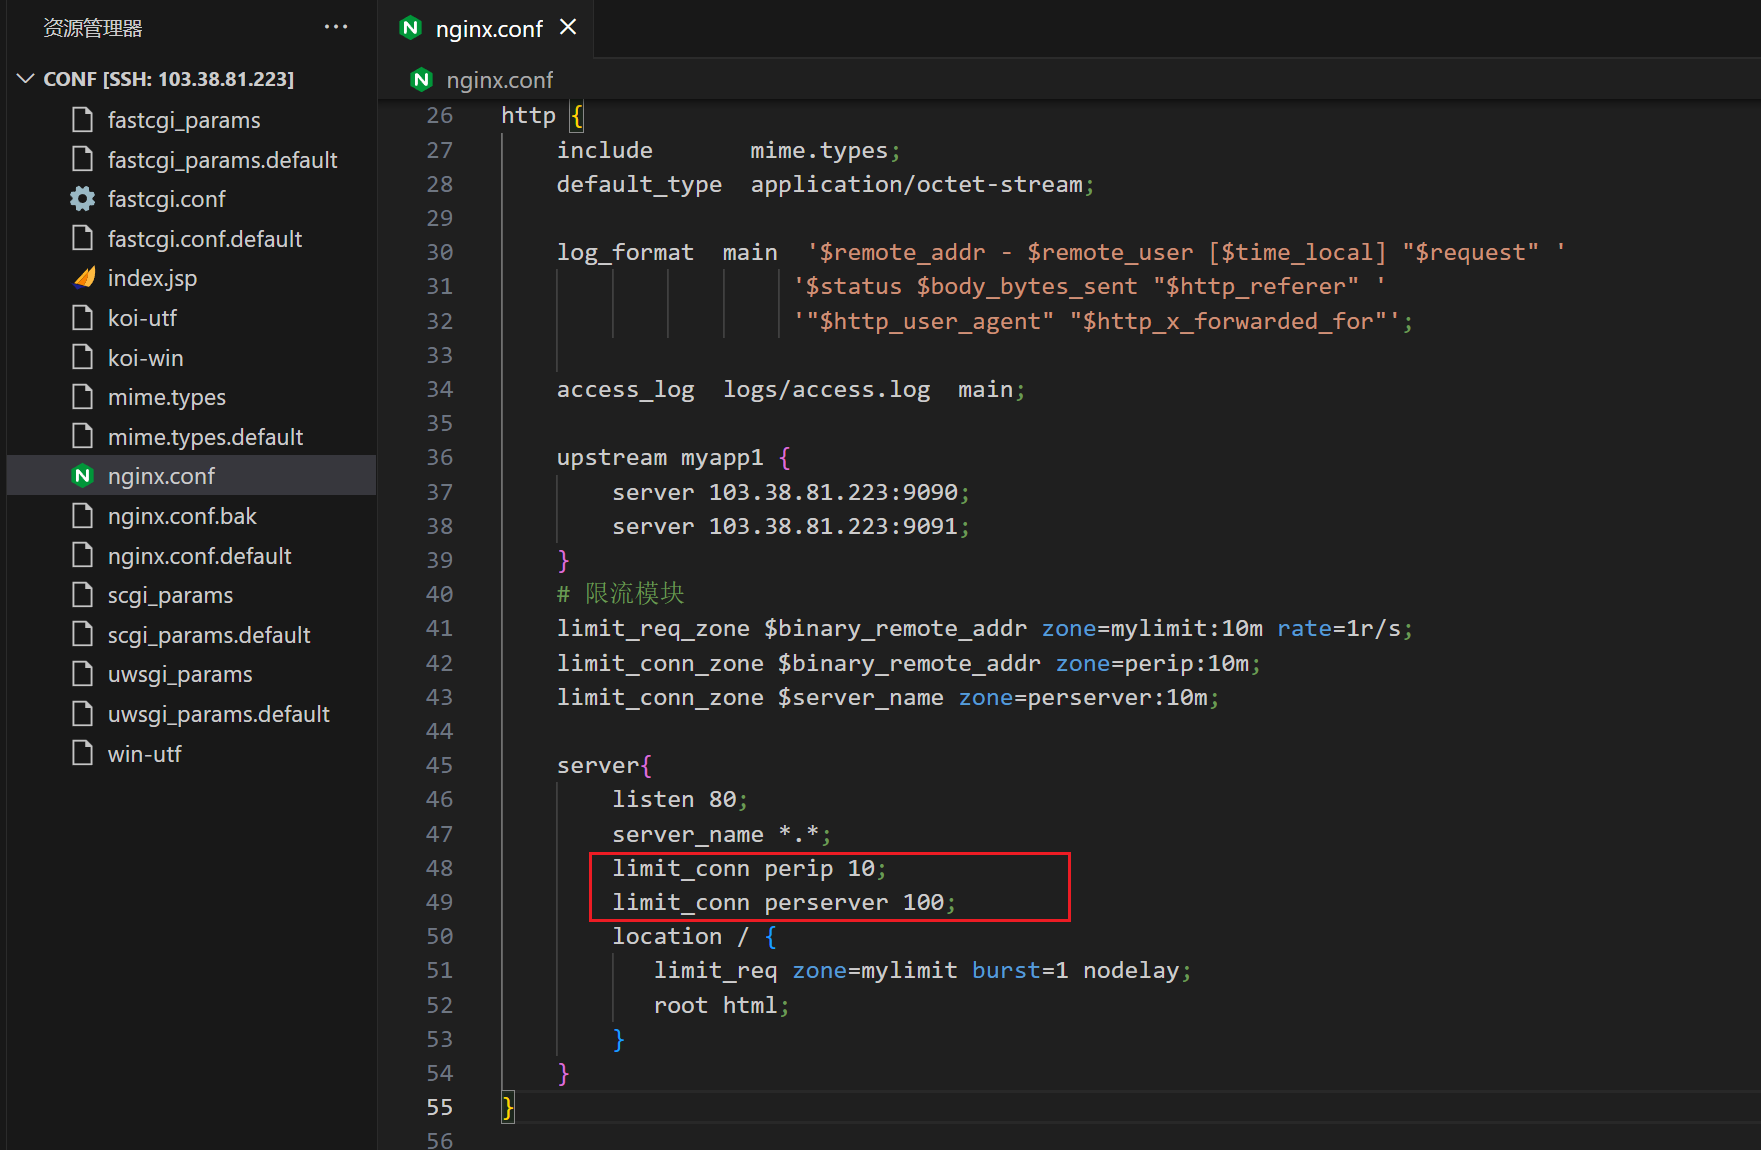 资源管理器
CONF [SSH: 103.38.81.223]
fastcgi_params
fastcgi_params.default
fastcgi.conf
fastcgi.conf.default
index.jsp
koi-utf
koi-win
mime.types
mime.types.default
nginx.conf
nginx.conf.bak
nginx.conf.default
scgi_params
scgi_params.default
uwsgi_params
uwsgi_params.default
win-utf
nginx.conf
nginx.conf
26 http {
27     include       mime.types;
28     default_type  application/octet-stream;
29
30     log_format  main  '$remote_addr - $remote_user [$time_local] "$request" '
31                      '$status $body_bytes_sent "$http_referer" '
32                      '"$http_user_agent" "$http_x_forwarded_for"';
33
34     access_log  logs/access.log  main;
35
36     upstream myapp1 {
37         server 103.38.81.223:9090;
38         server 103.38.81.223:9091;
39     }
40     # 限流模块
41     limit_req_zone $binary_remote_addr zone=mylimit:10m rate=1r/s;
42     limit_conn_zone $binary_remote_addr zone=perip:10m;
43     limit_conn_zone $server_name zone=perserver:10m;
44
45     server{
46         listen 80;
47         server_name *.*;
48         limit_conn perip 10;
49         limit_conn perserver 100;
50         location / {
51            limit_req zone=mylimit burst=1 nodelay;
52            root html;
53         }
54     }
55 }
56